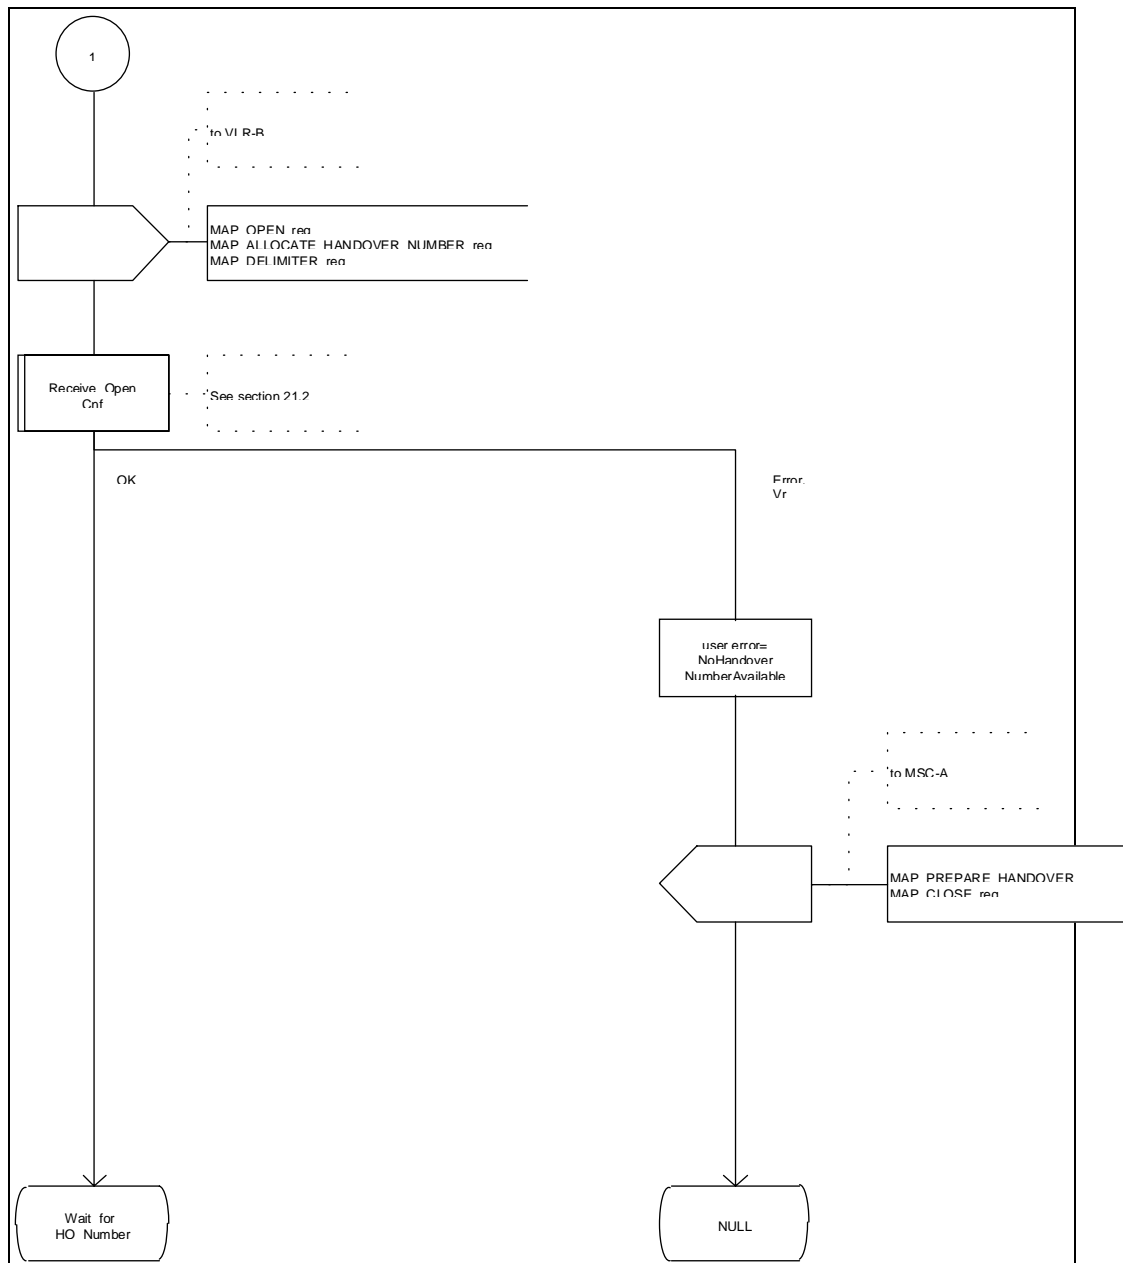 1
to VLR-B
MAP_OPEN_req
MAP_ALLOCATE_HANDOVER_NUMBER_req
MAP_DELIMITER_req
Receive_Open_
Cnf
See section 21.2
OK
Error,
Vr
user error=
NoHandover
NumberAvailable
to MSC-A
MAP_PREPARE_HANDOVER
MAP_CLOSE_req
Wait_for_
HO_Number
NULL